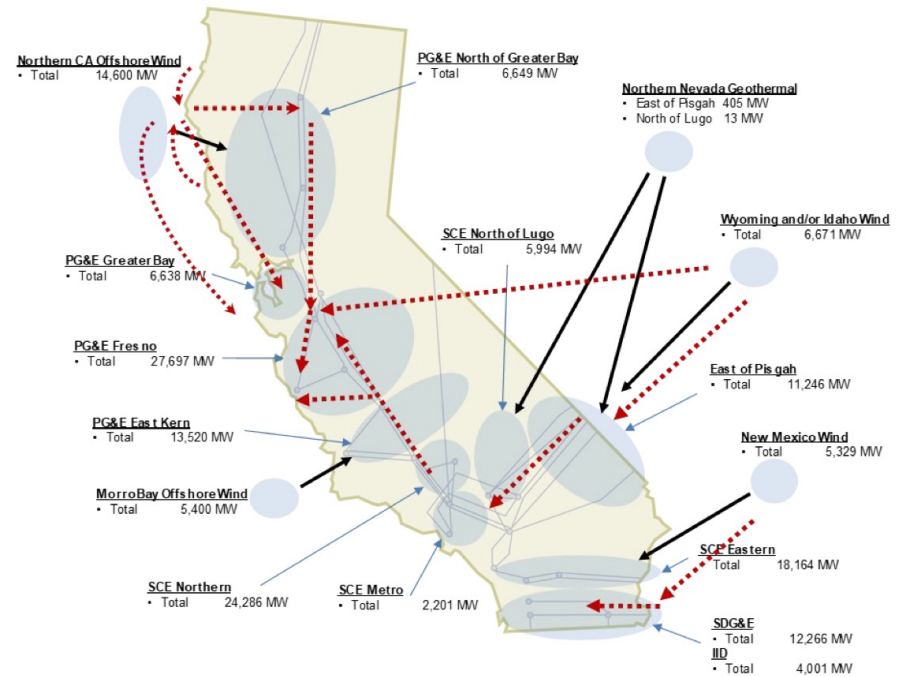 Northern CA Offshore Wind
• Total 14,600 MW
PG&E North of Greater Bay
• Total 6,649 MW
Northern Nevada Geothermal
• East of Pisgah 405 MW
• North of Lugo 13 MW
Wyoming and/or Idaho Wind
• Total 6,671 MW
SCE North of Lugo
• Total 5,994 MW
PG&E Greater Bay
• Total 6,638 MW
PG&E Fresno
• Total 27,697 MW
East of Pisgah
• Total 11,246 MW
PG&E East Kern
• Total 13,520 MW
New Mexico Wind
• Total 5,329 MW
Morro Bay Offshore Wind
• Total 5,400 MW
SCE Eastern
Total 18,164 MW
SCE Northern
• Total 24,286 MW
SCE Metro
• Total 2,201 MW
SDG&E
• Total 12,266 MW
IID
• Total 4,001 MW